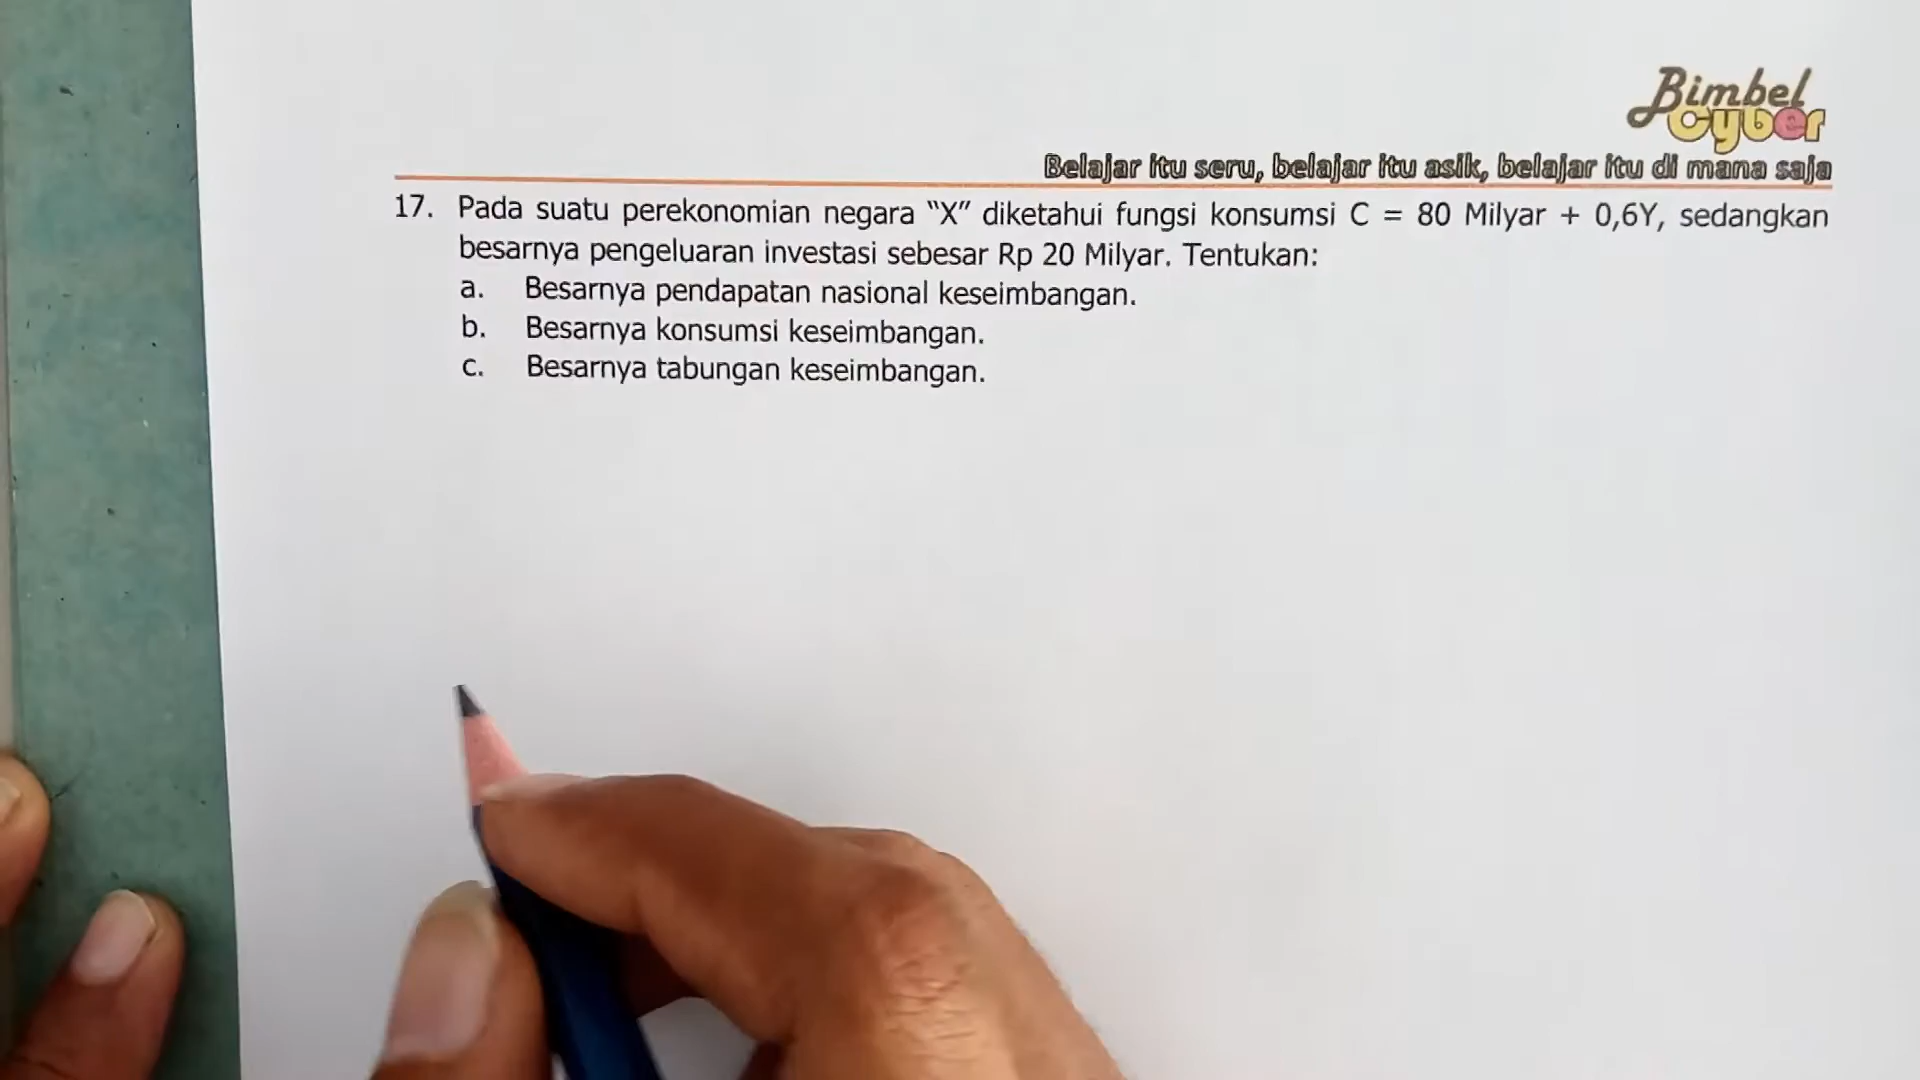 Bimbel
Cyber
Belajar itu seru, belajar itu asik, belajar itu di mana saja
17. Pada suatu perekonomian negara “X” diketahui fungsi konsumsi C = 80 Milyar + 0,6Y, sedangkan
besarnya pengeluaran investasi sebesar Rp 20 Milyar. Tentukan:
a. Besarnya pendapatan nasional keseimbangan.
b. Besarnya konsumsi keseimbangan.
c. Besarnya tabungan keseimbangan.